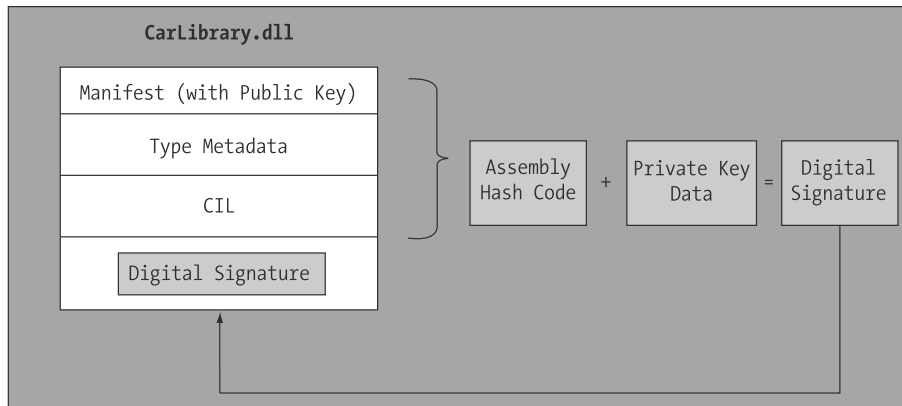 CarLibrary.dll
Manifest (with Public Key)
Type Metadata
CIL
Digital Signature
Assembly
Hash Code
+
Private Key
Data
=
Digital
Signature